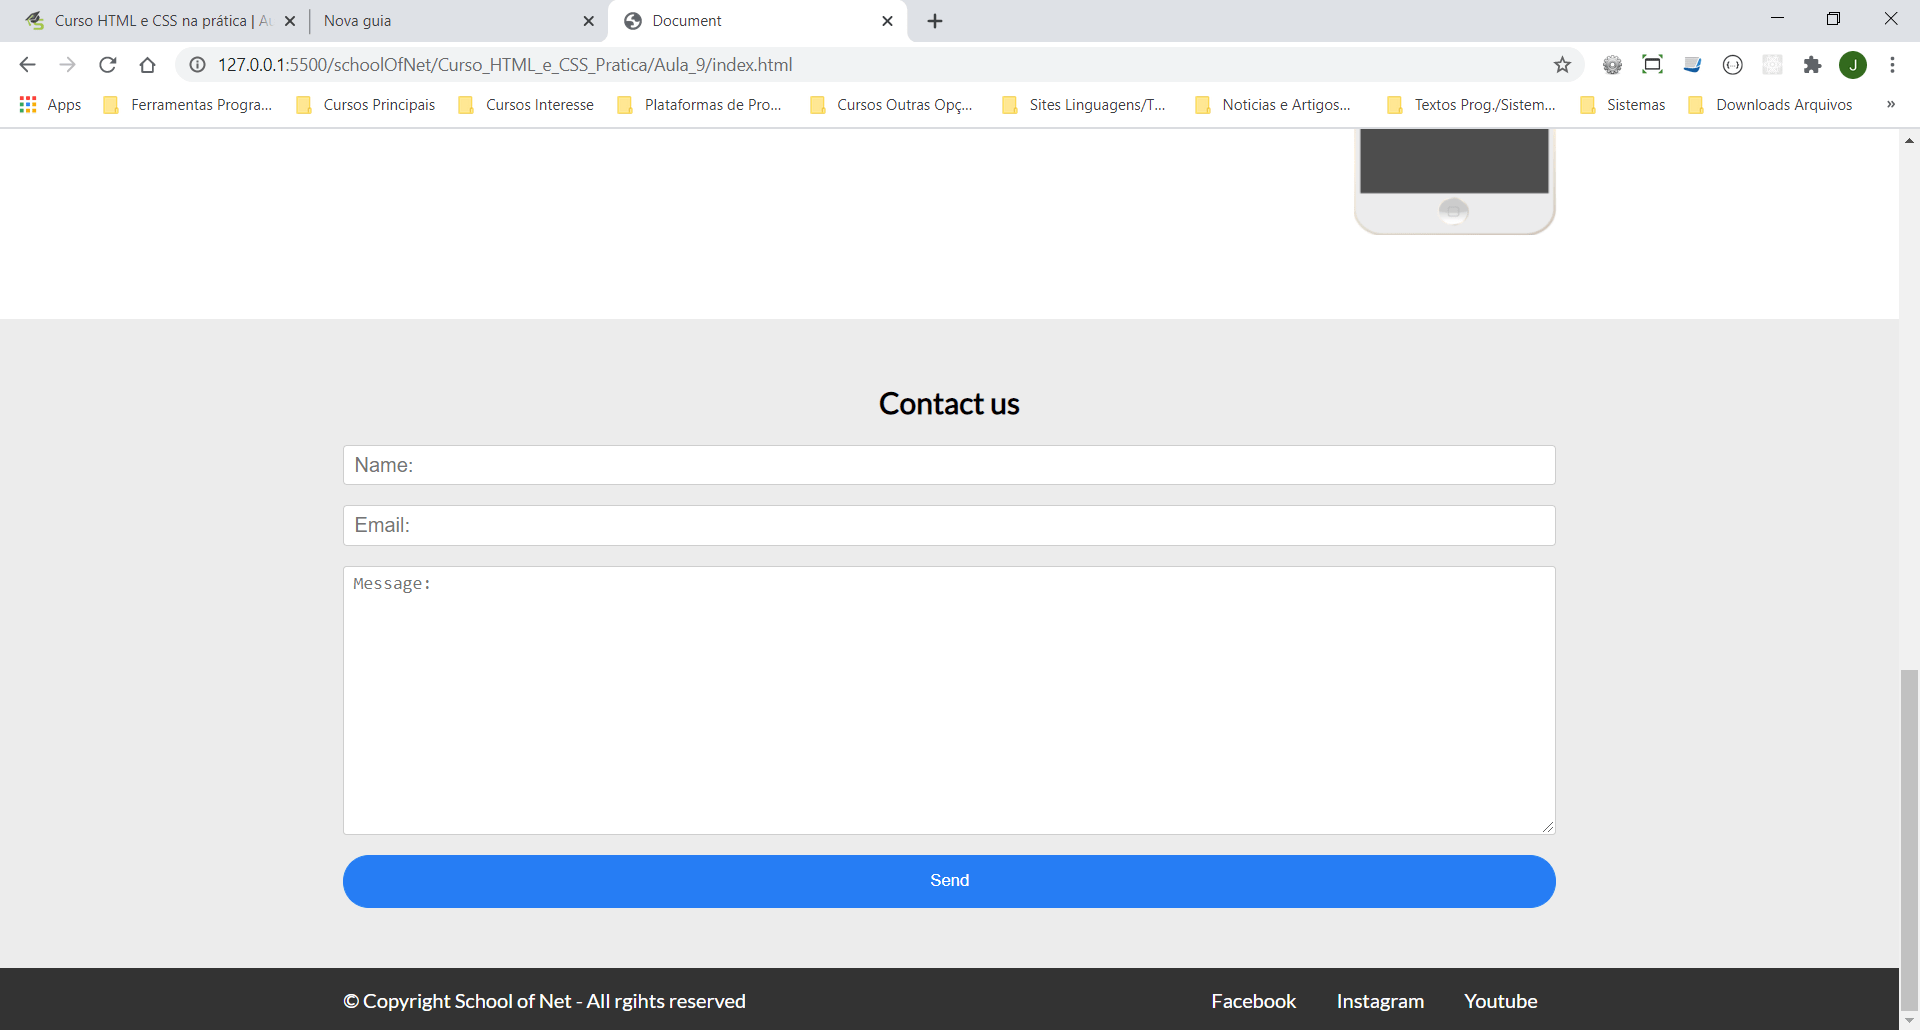 Curso HTML e CSS na prática | Au
Nova guia
Document
127.0.0.1:5500/schoolOfNet/Curso_HTML_e_CSS_Pratica/Aula_9/index.html
J
Apps
Ferramentas Progra...
Cursos Principais
Cursos Interesse
Plataformas de Pro...
Cursos Outras Opç...
Sites Linguagens/T...
Noticias e Artigos...
Textos Prog./Sistem...
Sistemas
Downloads Arquivos
»
Contact us
Name:
Email:
Message:
Send
© Copyright School of Net - All rgihts reserved
Facebook Instagram Youtube